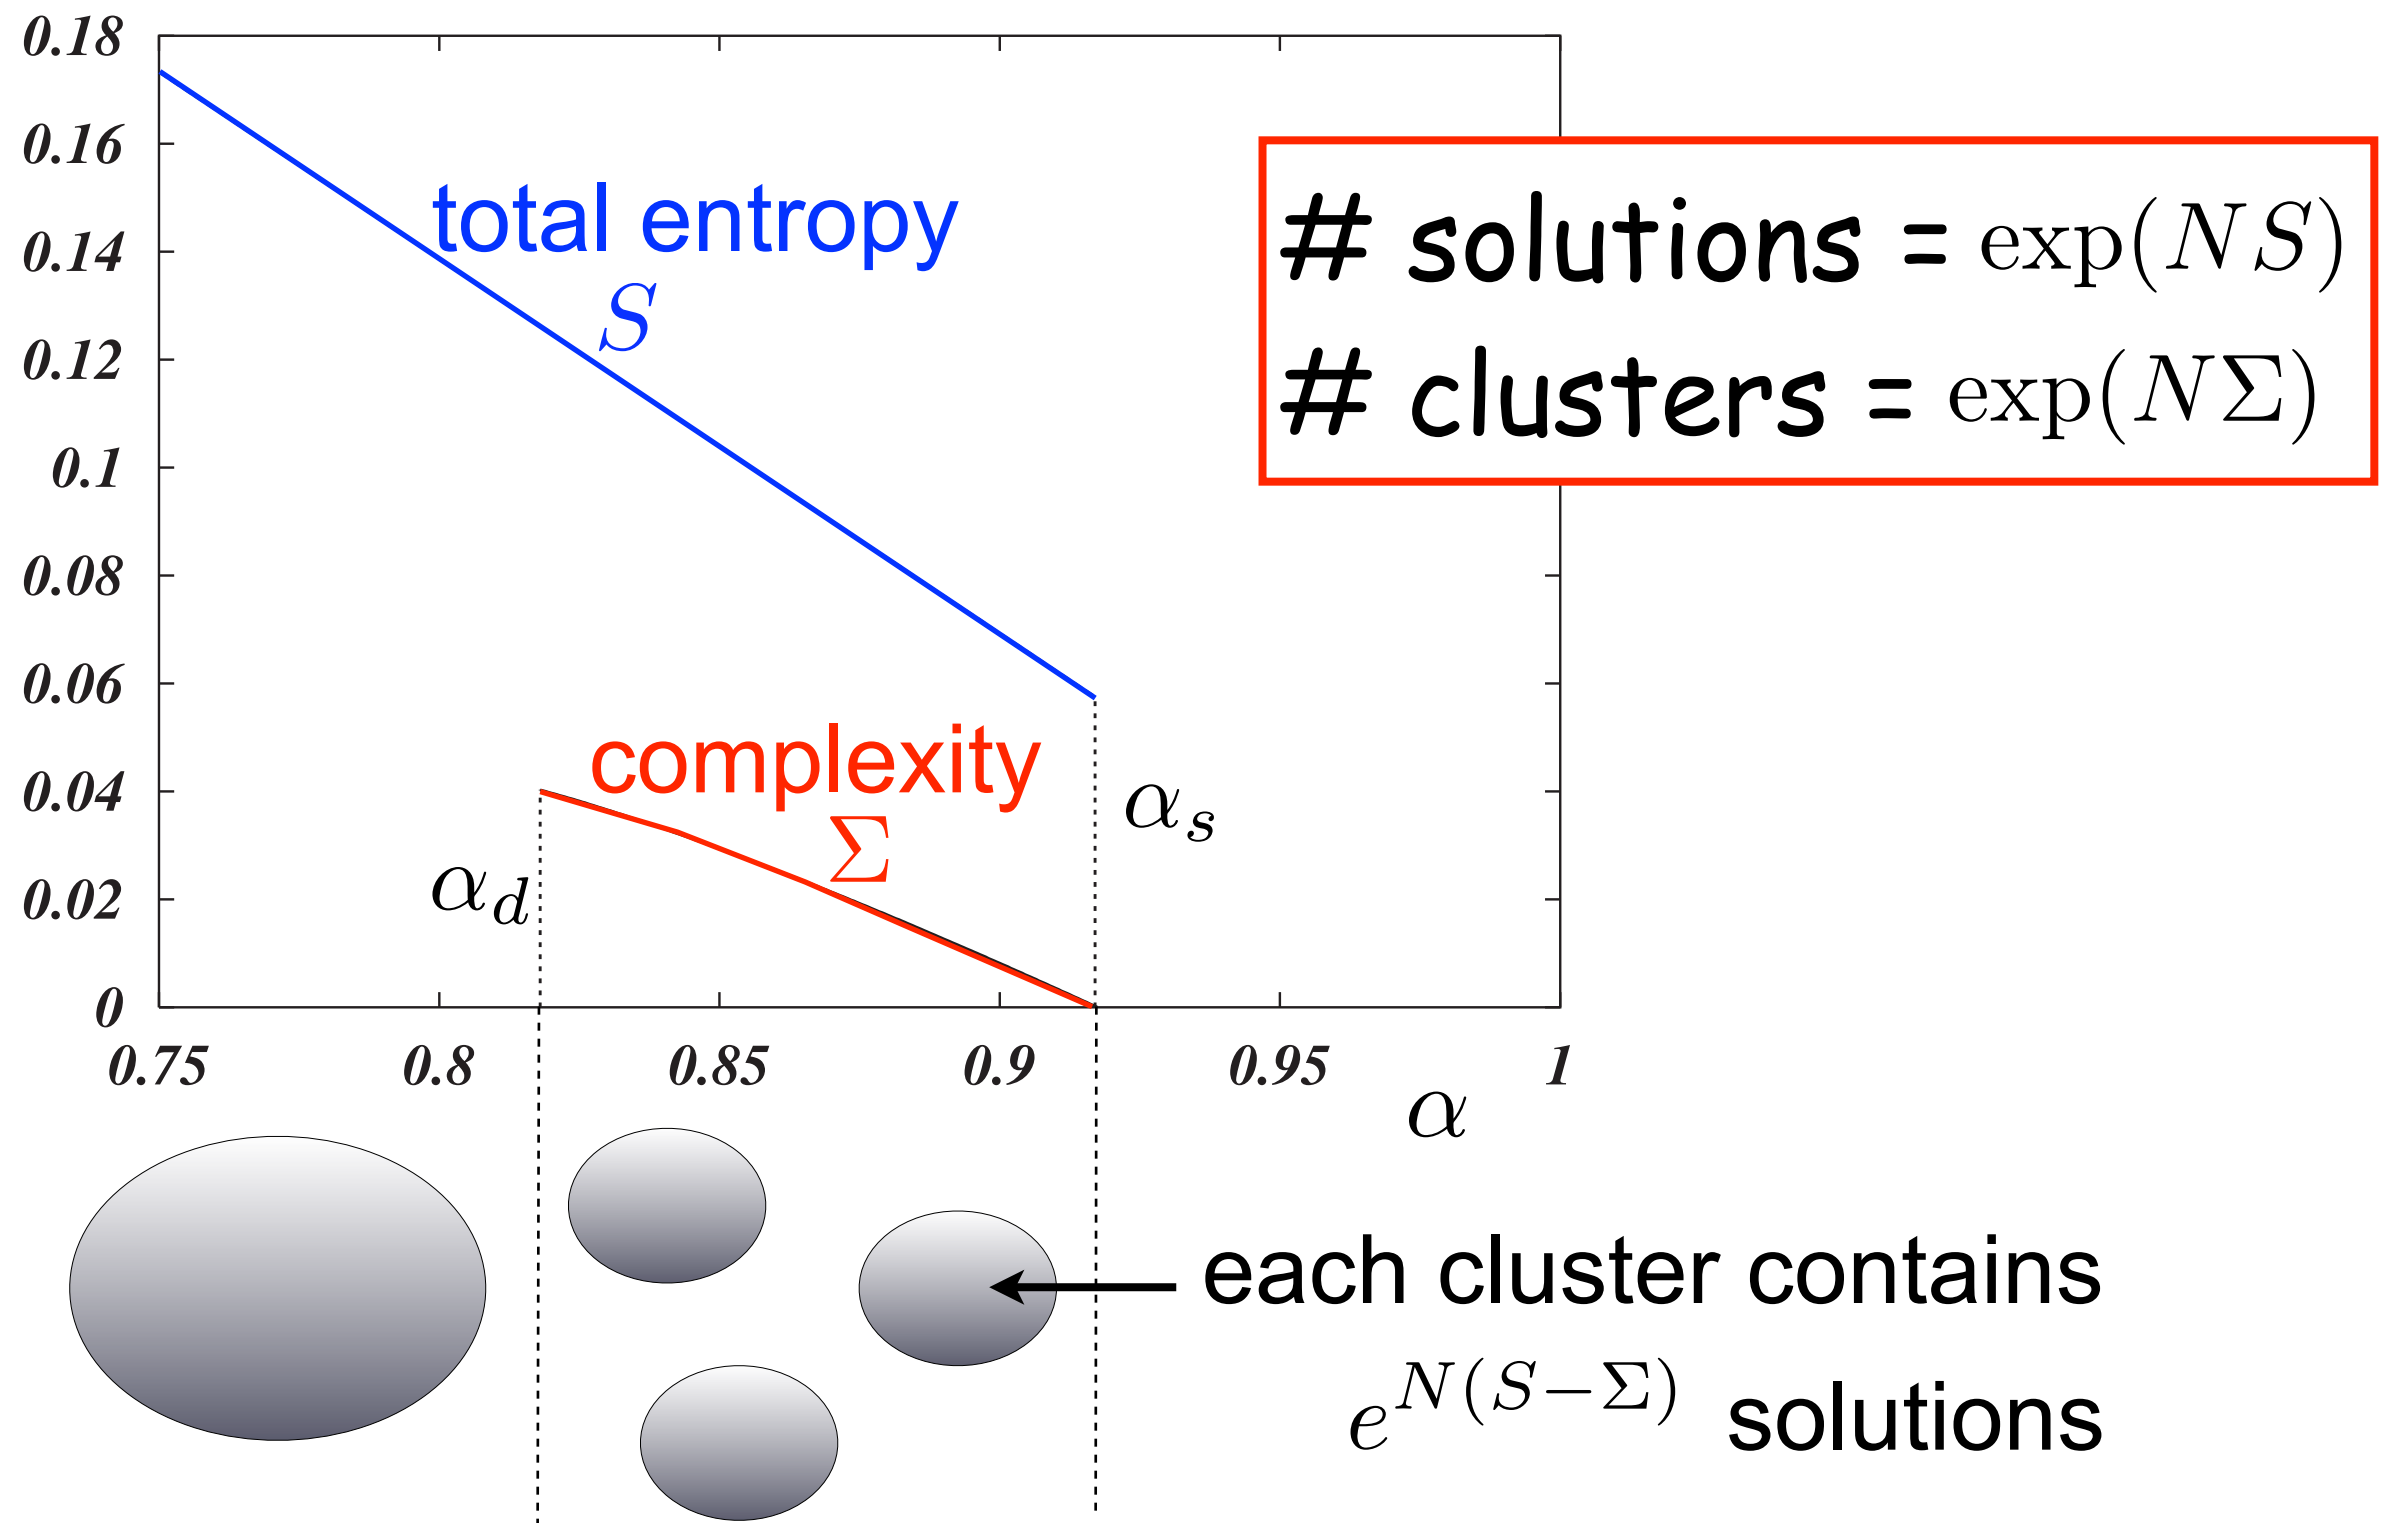 0.18
0.16
0.14
0.12
0.1
0.08
0.06
0.04
0.02
0
total entropy
S
# solutions = exp(NS)
# clusters = exp(NΣ)
complexity
Σ
α_s
α_d
0.75 0.8 0.85 0.9 0.95 1
α
each cluster contains
e^{N(S−Σ)} solutions